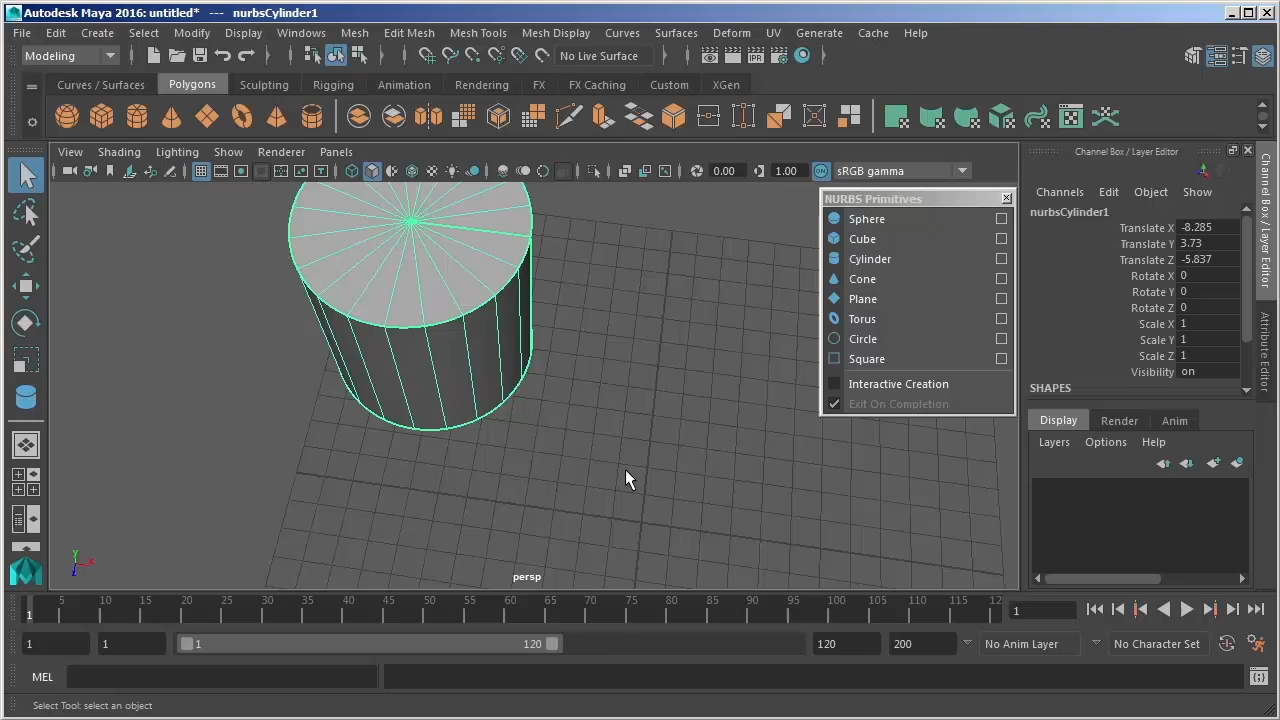 Autodesk Maya 2016: untitled* --- nurbsCylinder1
File Edit Create Select Modify Display Windows Mesh Edit Mesh Mesh Tools Mesh Display Curves Surfaces Deform UV Generate Cache Help
Modeling No Live Surface IPR
Curves / Surfaces Polygons Sculpting Rigging Animation Rendering FX FX Caching Custom XGen
View Shading Lighting Show Renderer Panels
0.00 1.00 ON sRGB gamma
NURBS Primitives
Sphere
Cube
Cylinder
Cone
Plane
Torus
Circle
Square
Interactive Creation
Exit On Completion
Channel Box / Layer Editor
Channels Edit Object Show
nurbsCylinder1
Translate X -8.285
Translate Y 3.73
Translate Z -5.837
Rotate X 0
Rotate Y 0
Rotate Z 0
Scale X 1
Scale Y 1
Scale Z 1
Visibility on
SHAPES
Display Render Anim
Layers Options Help
Channel Box / Layer Editor
Attribute Editor
y
x
z
persp
1 5 10 15 20 25 30 35 40 45 50 55 60 65 70 75 80 85 90 95 100 105 110 115 12
1
1 1 1 120 120 200 No Anim Layer No Character Set
MEL
Select Tool: select an object